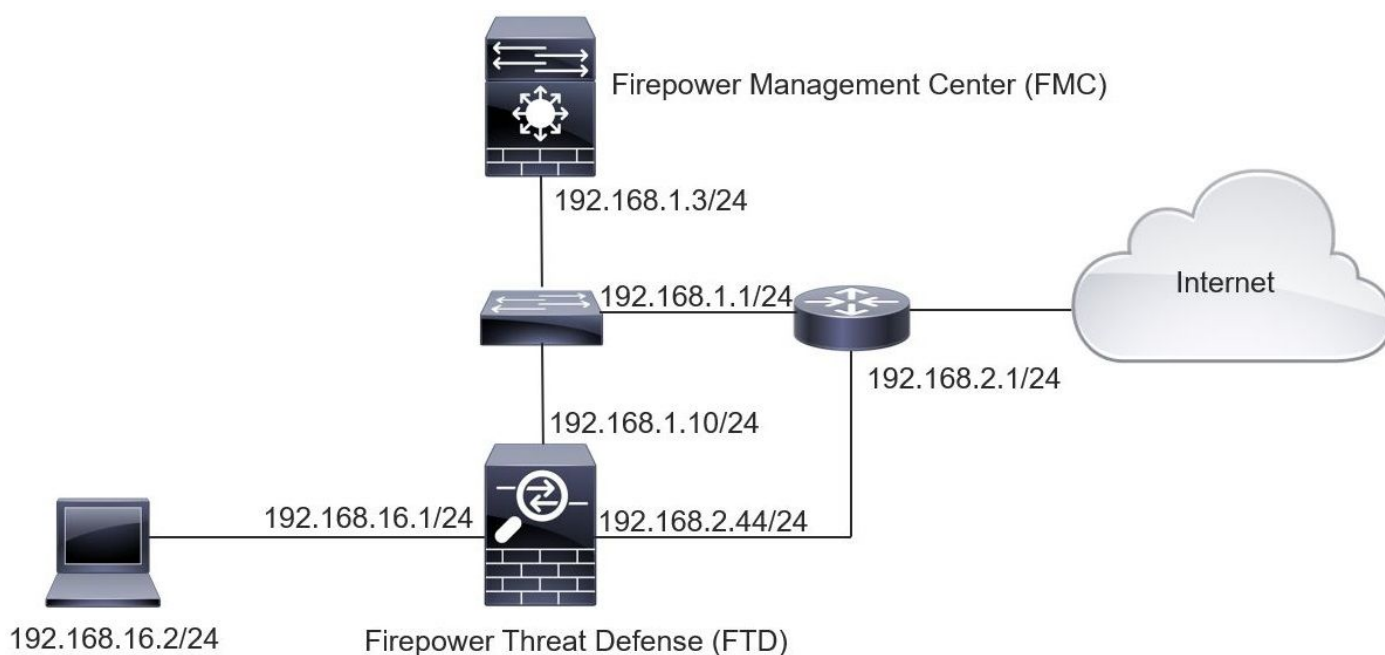 Firepower Management Center (FMC)
192.168.1.3/24
192.168.1.1/24
Internet
192.168.2.1/24
192.168.1.10/24
192.168.16.1/24
192.168.2.44/24
192.168.16.2/24
Firepower Threat Defense (FTD)